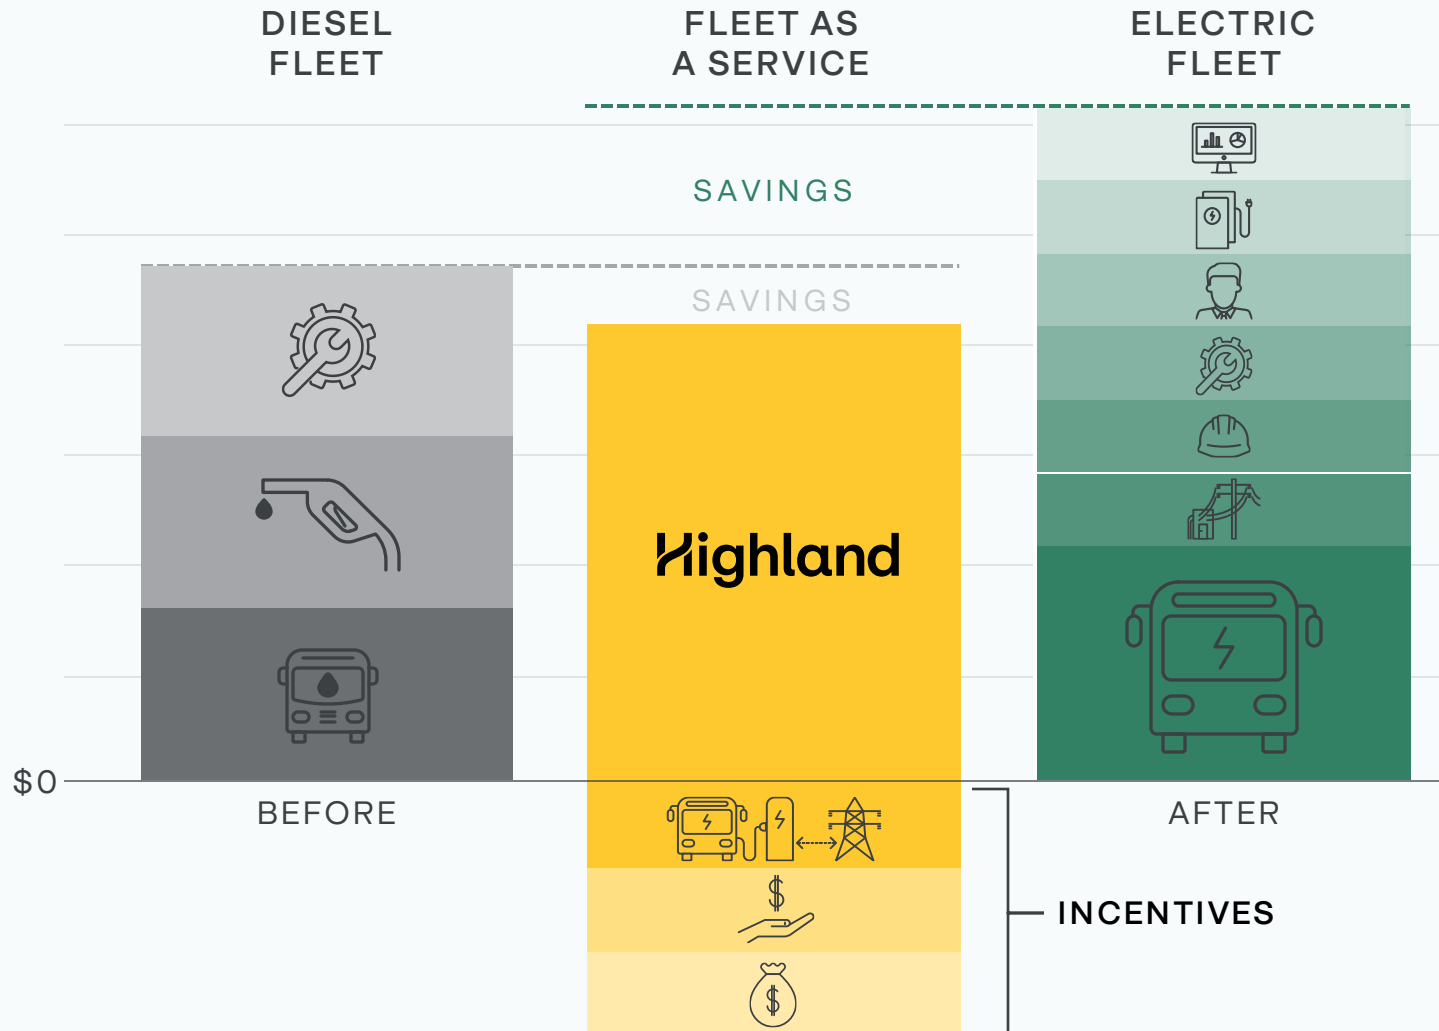 DIESEL
FLEET
FLEET AS
A SERVICE
ELECTRIC
FLEET
SAVINGS
SAVINGS
Highland
$0
BEFORE
AFTER
$
INCENTIVES
$